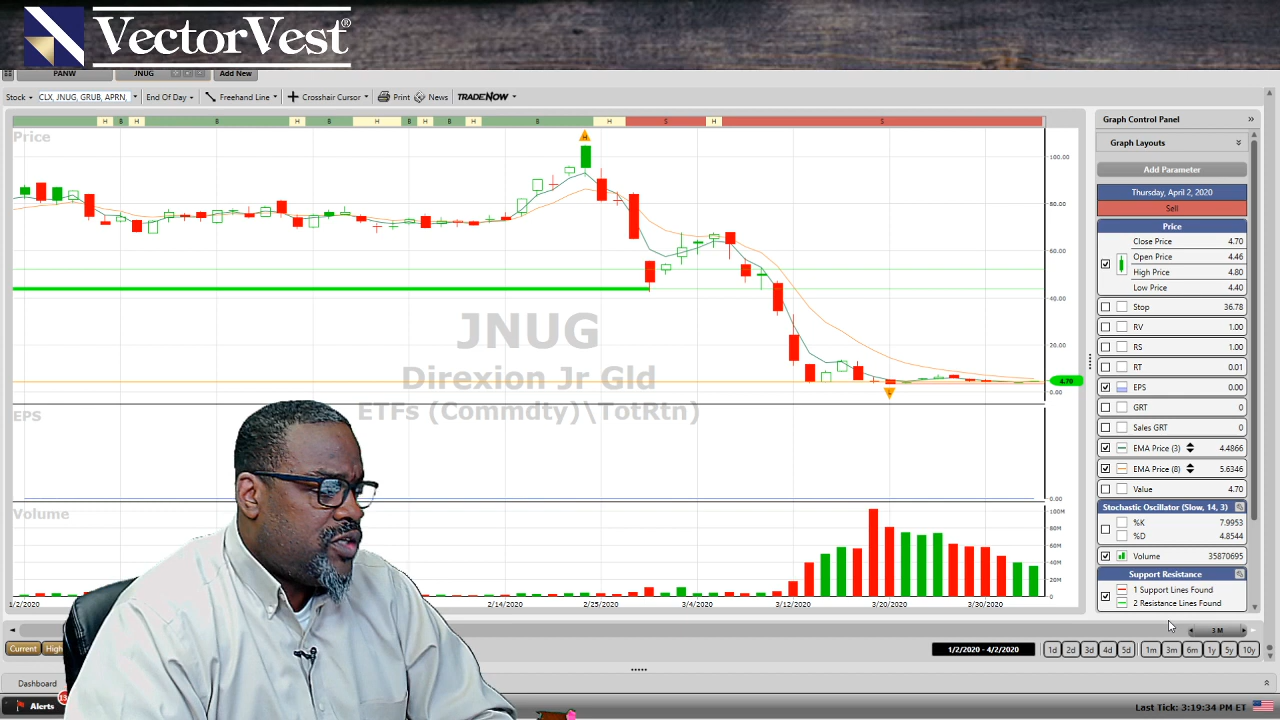 VectorVest®
PANW
JNUG
Add New
Stock
CLX, JNUG, GRUB, APRN,
End Of Day
Freehand Line
Crosshair Cursor
Print
News
TRADENOW
H B H B H B H B H B H B H S H S
Price
H
100.00
80.00
60.00
40.00
20.00
4.70
0.00
JNUG
Direxion Jr Gld
ETFs (Commdty)\TotRtn)
L
EPS
0.00
Volume
100M
80M
60M
40M
20M
0M
1/2/2020
2/14/2020
2/25/2020
3/4/2020
3/12/2020
3/20/2020
3/30/2020
Graph Control Panel
Graph Layouts
Add Parameter
Thursday, April 2, 2020
Sell
Price
Close Price 4.70
Open Price 4.46
High Price 4.80
Low Price 4.40
Stop 36.78
RV 1.00
RS 1.00
RT 0.01
EPS 0.00
GRT 0
Sales GRT 0
EMA Price (3) 4.4866
EMA Price (8) 5.6346
Value 4.70
Stochastic Oscillator (Slow, 14, 3)
%K 7.9953
%D 4.8544
Volume 35870695
Support Resistance
1 Support Lines Found
2 Resistance Lines Found
3 M
Current
High
1/2/2020 - 4/2/2020
1d 2d 3d 4d 5d 1m 3m 6m 1y 5y 10y
Dashboard
Alerts
13
Last Tick: 3:19:34 PM ET